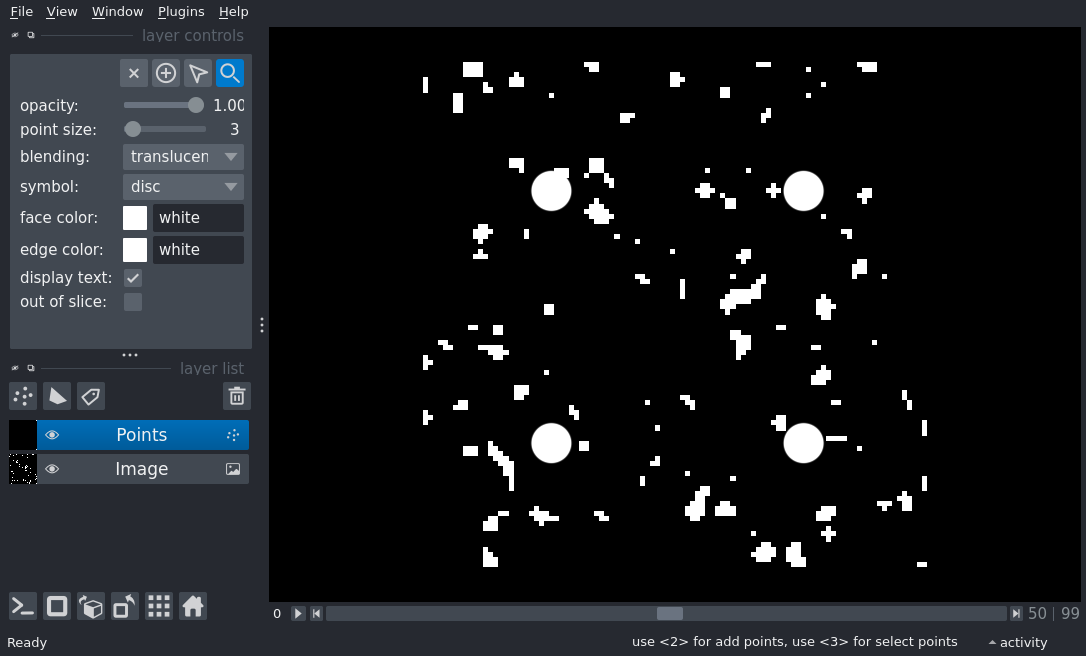 File View Window Plugins Help
layer controls
opacity: 1.00
point size: 3
blending: translucen
symbol: disc
face color: white
edge color: white
display text:
out of slice:
layer list
Points
Image
0 50 | 99
Ready use <2> for add points, use <3> for select points activity